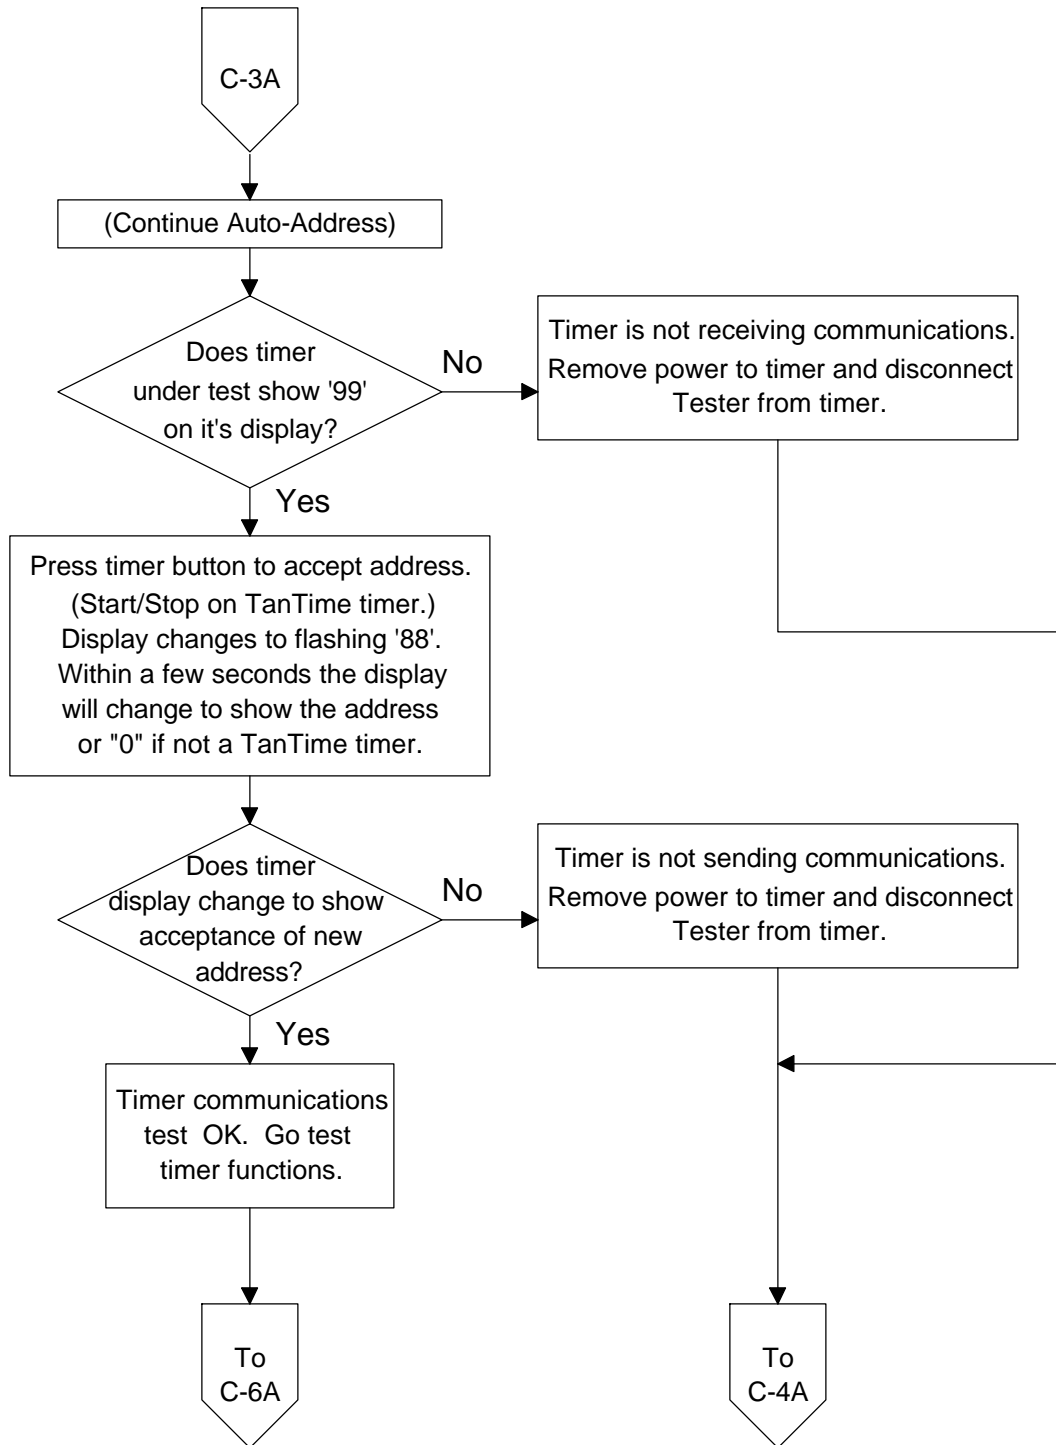 C-3A
(Continue Auto-Address)
Does timer
under test show '99'
on it's display?
No
Timer is not receiving communications.
Remove power to timer and disconnect
Tester from timer.
Yes
Press timer button to accept address.
(Start/Stop on TanTime timer.)
Display changes to flashing '88'.
Within a few seconds the display
will change to show the address
or "0" if not a TanTime timer.
Does timer
display change to show
acceptance of new
address?
No
Timer is not sending communications.
Remove power to timer and disconnect
Tester from timer.
Yes
Timer communications
test  OK.  Go test
timer functions.
To
C-6A
To
C-4A